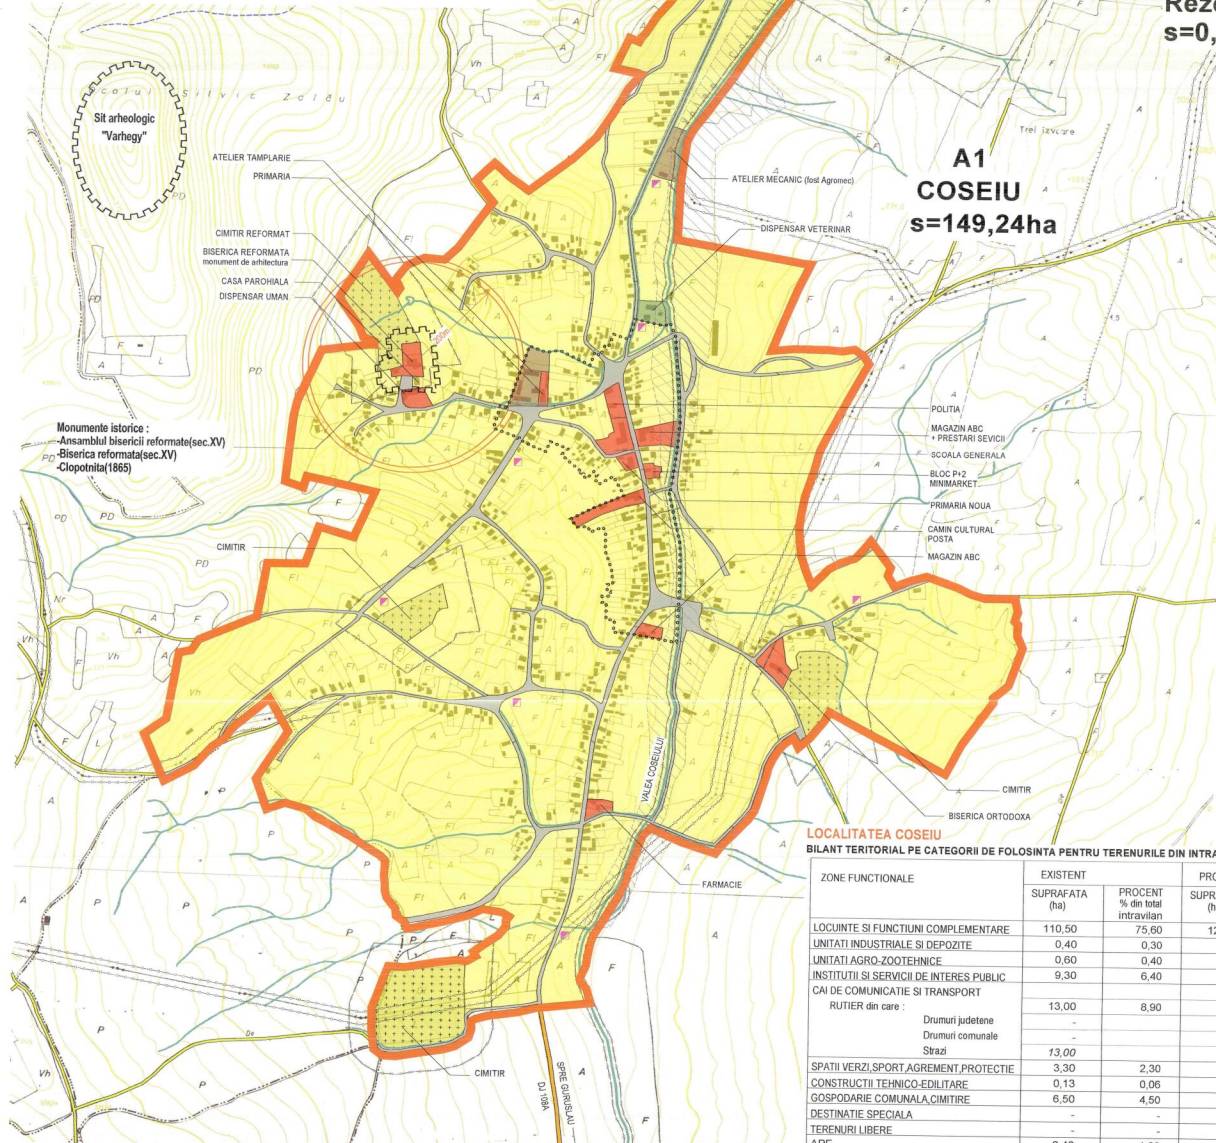 Sit arheologic
"Varhegy"
ATELIER TAMPLARIE
PRIMARIA
CIMITIR REFORMAT
BISERICA REFORMATA
monument de arhitectura
CASA PAROHIALA
DISPENSAR UMAN
Monumente istorice :
-Ansamblul bisericii reformate(sec.XV)
-Biserica reformata(sec.XV)
-Clopotnita(1865)
CIMITIR
200m
ATELIER MECANIC (fost Agromec)
DISPENSAR VETERINAR
Trei izvoare
A1
COSEIU
s=149,24ha
s=0,
POLITIA
MAGAZIN ABC
+ PRESTARI SEVICII
SCOALA GENERALA
BLOC P+2
MINIMARKET
PRIMARIA NOUA
CAMIN CULTURAL
POSTA
MAGAZIN ABC
VALEA COSEIULUI
CIMITIR
BISERICA ORTODOXA
FARMACIE
CIMITIR
DJ 108A
SPRE GURUSLAU
LOCALITATEA COSEIU
BILANT TERITORIAL PE CATEGORII DE FOLOSINTA PENTRU TERENURILE DIN INTRA
ZONE FUNCTIONALE EXISTENT PRO
SUPRAFATA (ha) PROCENT % din total intravilan SUPR (h
LOCUINTE SI FUNCTIUNI COMPLEMENTARE 110,50 75,60 12
UNITATI INDUSTRIALE SI DEPOZITE 0,40 0,30
UNITATI AGRO-ZOOTEHNICE 0,60 0,40
INSTITUTII SI SERVICII DE INTERES PUBLIC 9,30 6,40
CAI DE COMUNICATIE SI TRANSPORT
RUTIER din care : 13,00 8,90
Drumuri judetene -
Drumuri comunale -
Strazi 13,00
SPATII VERZI,SPORT,AGREMENT,PROTECTIE 3,30 2,30
CONSTRUCTII TEHNICO-EDILITARE 0,13 0,06
GOSPODARIE COMUNALA,CIMITIRE 6,50 4,50
DESTINATIE SPECIALA - -
TERENURI LIBERE - -